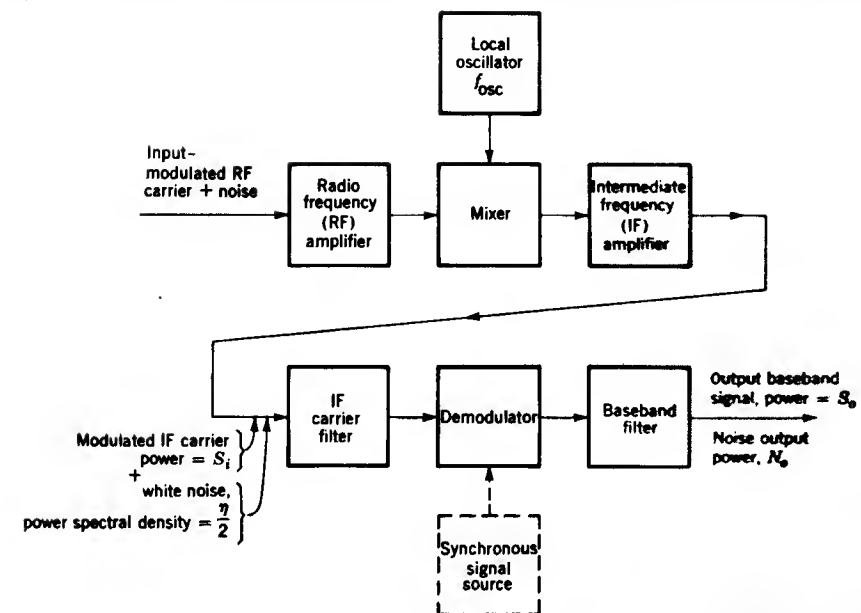 Local
oscillator
fosc
Input-
modulated RF
carrier + noise
Radio
frequency
(RF)
amplifier
Mixer
Intermediate
frequency
(IF)
amplifier
IF
carrier
filter
Demodulator
Baseband
filter
Output baseband
signal, power = So
Noise output
power, No
Modulated IF carrier
power = Si
+
white noise,
power spectral density = η/2
Synchronous
signal
source